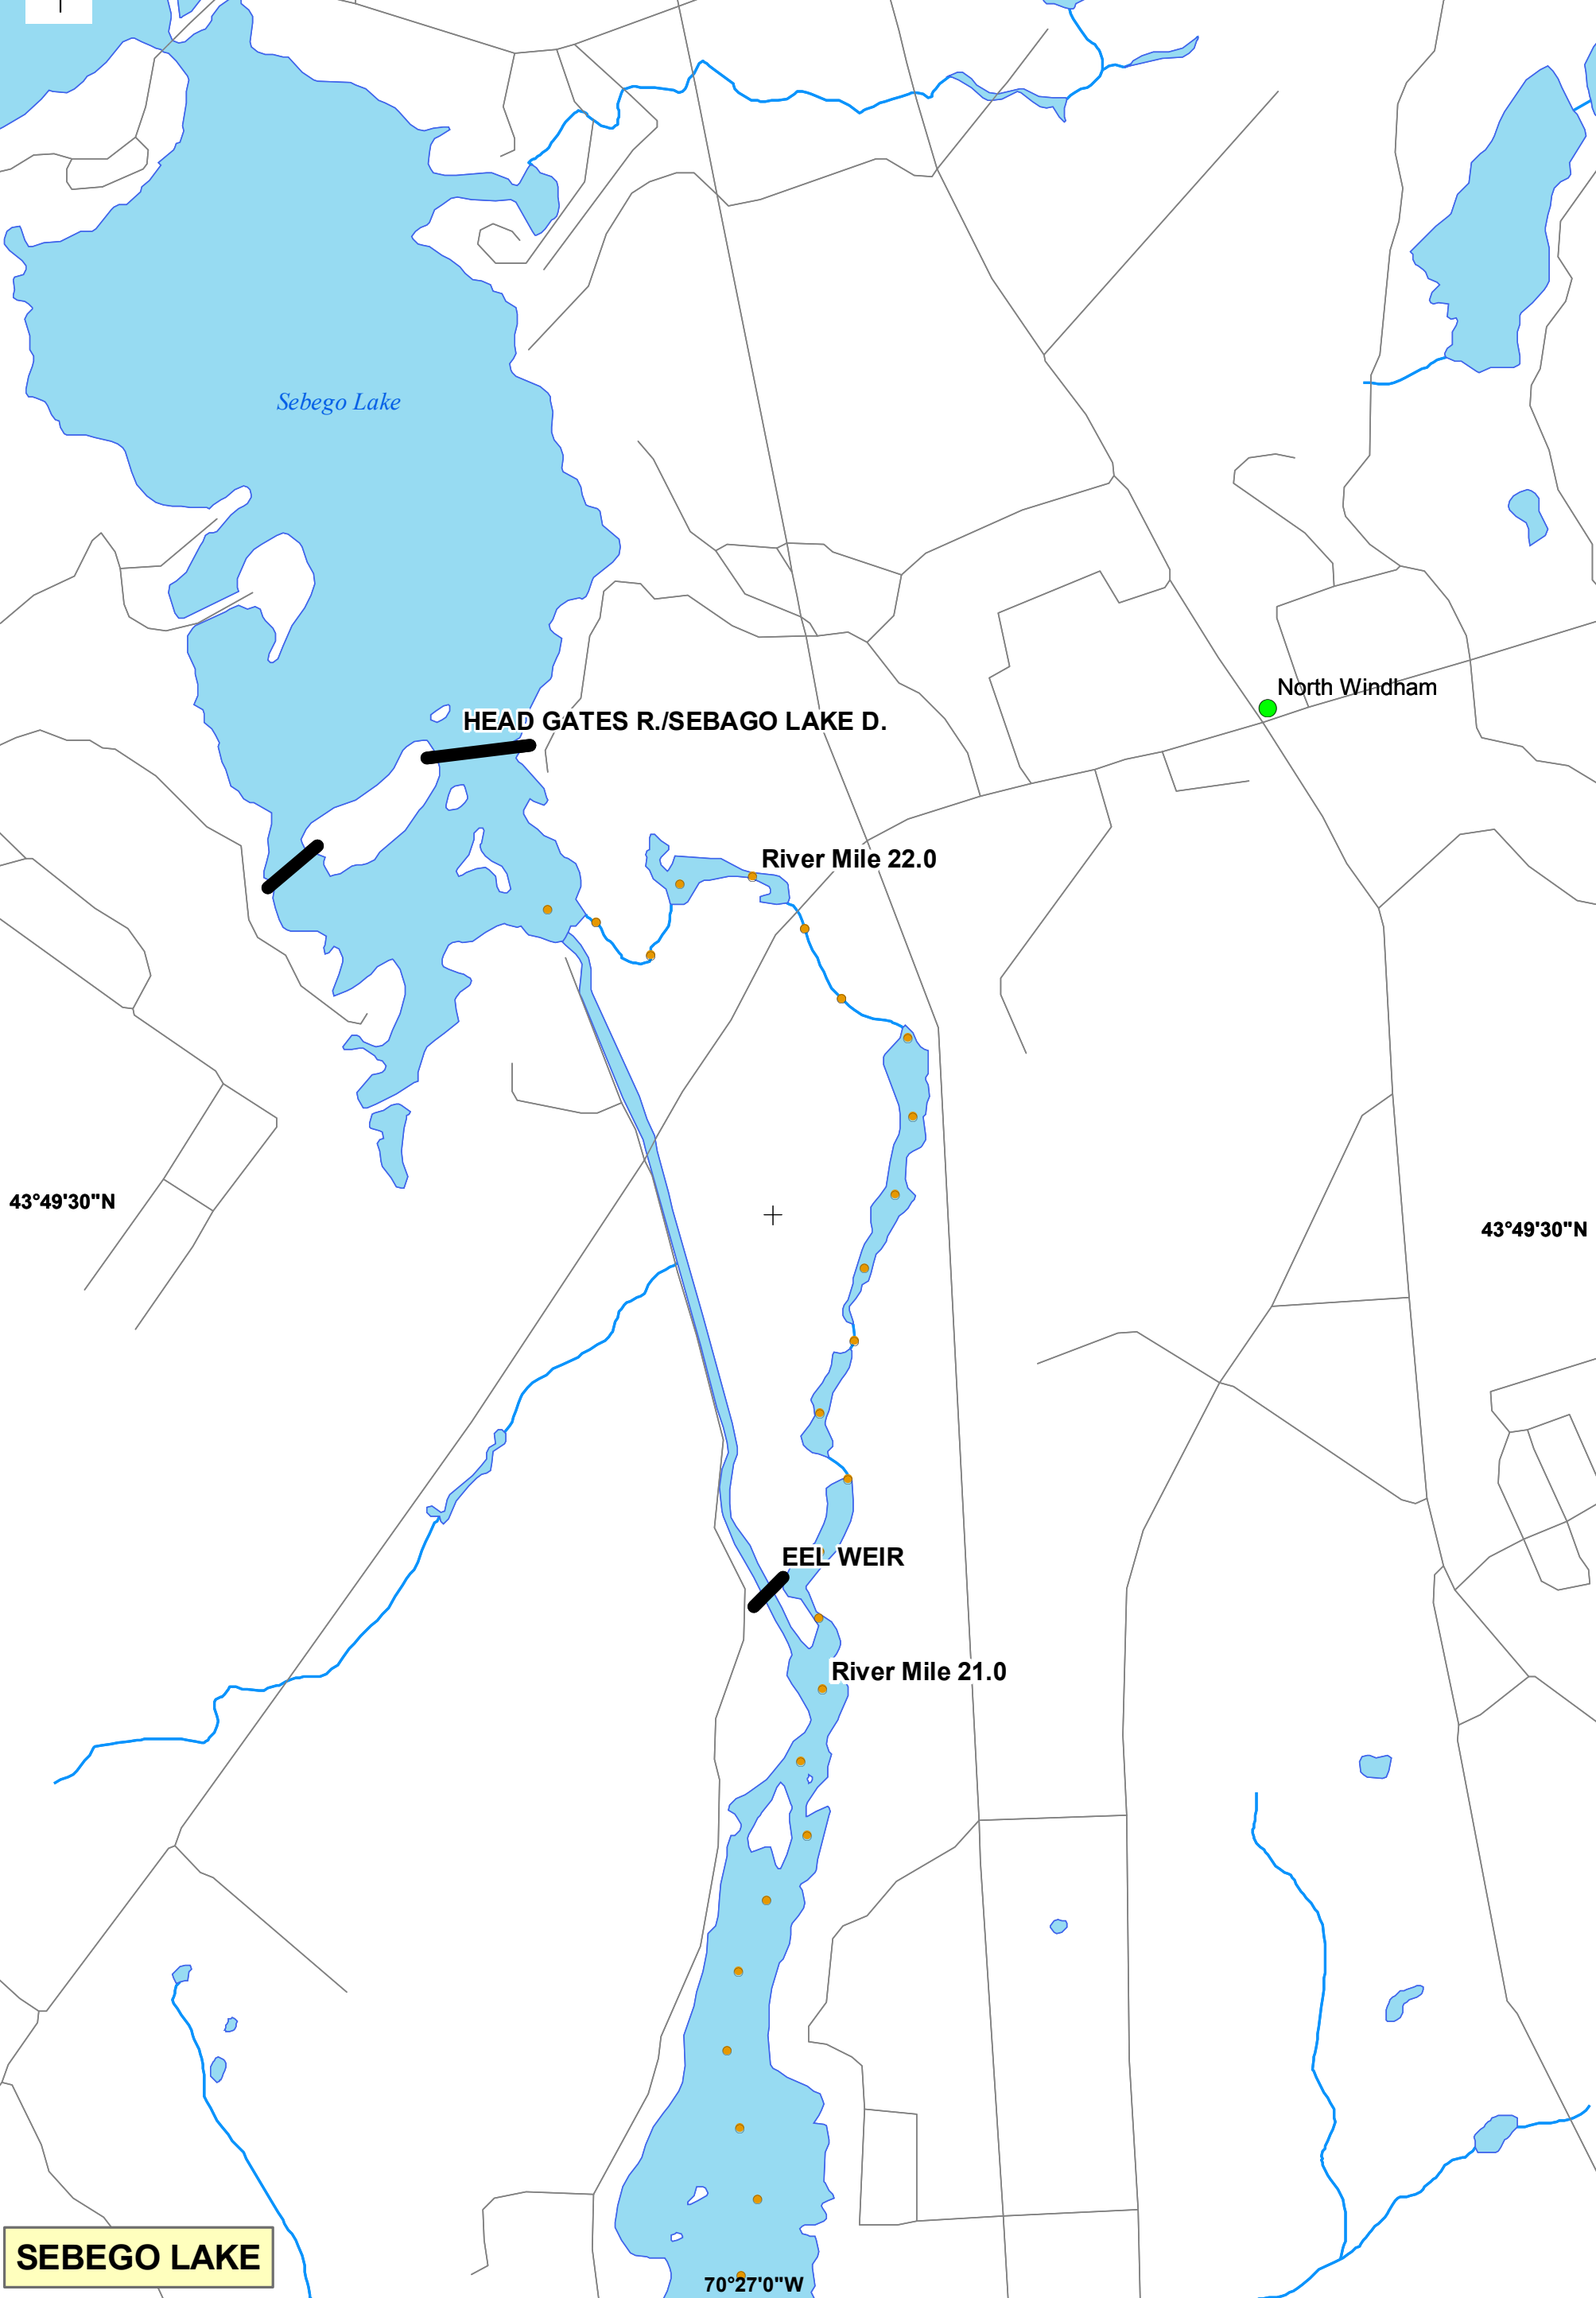 Sebego Lake
North Windham
HEAD GATES R./SEBAGO LAKE D.
River Mile 22.0
43°49'30"N
43°49'30"N
EEL WEIR
River Mile 21.0
SEBEGO LAKE
70°27'0"W